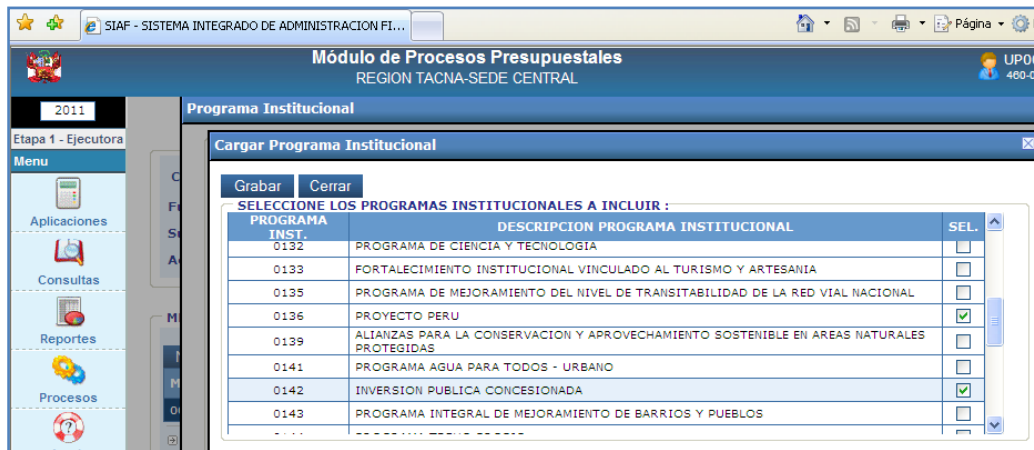 SIAF - SISTEMA INTEGRADO DE ADMINISTRACION FI...
Página
Módulo de Procesos Presupuestales
REGION TACNA-SEDE CENTRAL
2011
Programa Institucional
Etapa 1 - Ejecutora
Cargar Programa Institucional
Menu
Grabar Cerrar
SELECCIONE LOS PROGRAMAS INSTITUCIONALES A INCLUIR :
PROGRAMA INST. DESCRIPCION PROGRAMA INSTITUCIONAL SEL.
0132 PROGRAMA DE CIENCIA Y TECNOLOGIA
0133 FORTALECIMIENTO INSTITUCIONAL VINCULADO AL TURISMO Y ARTESANIA
0135 PROGRAMA DE MEJORAMIENTO DEL NIVEL DE TRANSITABILIDAD DE LA RED VIAL NACIONAL
0136 PROYECTO PERU
0139 ALIANZAS PARA LA CONSERVACION Y APROVECHAMIENTO SOSTENIBLE EN AREAS NATURALES
PROTEGIDAS
0141 PROGRAMA AGUA PARA TODOS - URBANO
0142 INVERSION PUBLICA CONCESIONADA
0143 PROGRAMA INTEGRAL DE MEJORAMIENTO DE BARRIOS Y PUEBLOS
Aplicaciones
Consultas
Reportes
Procesos